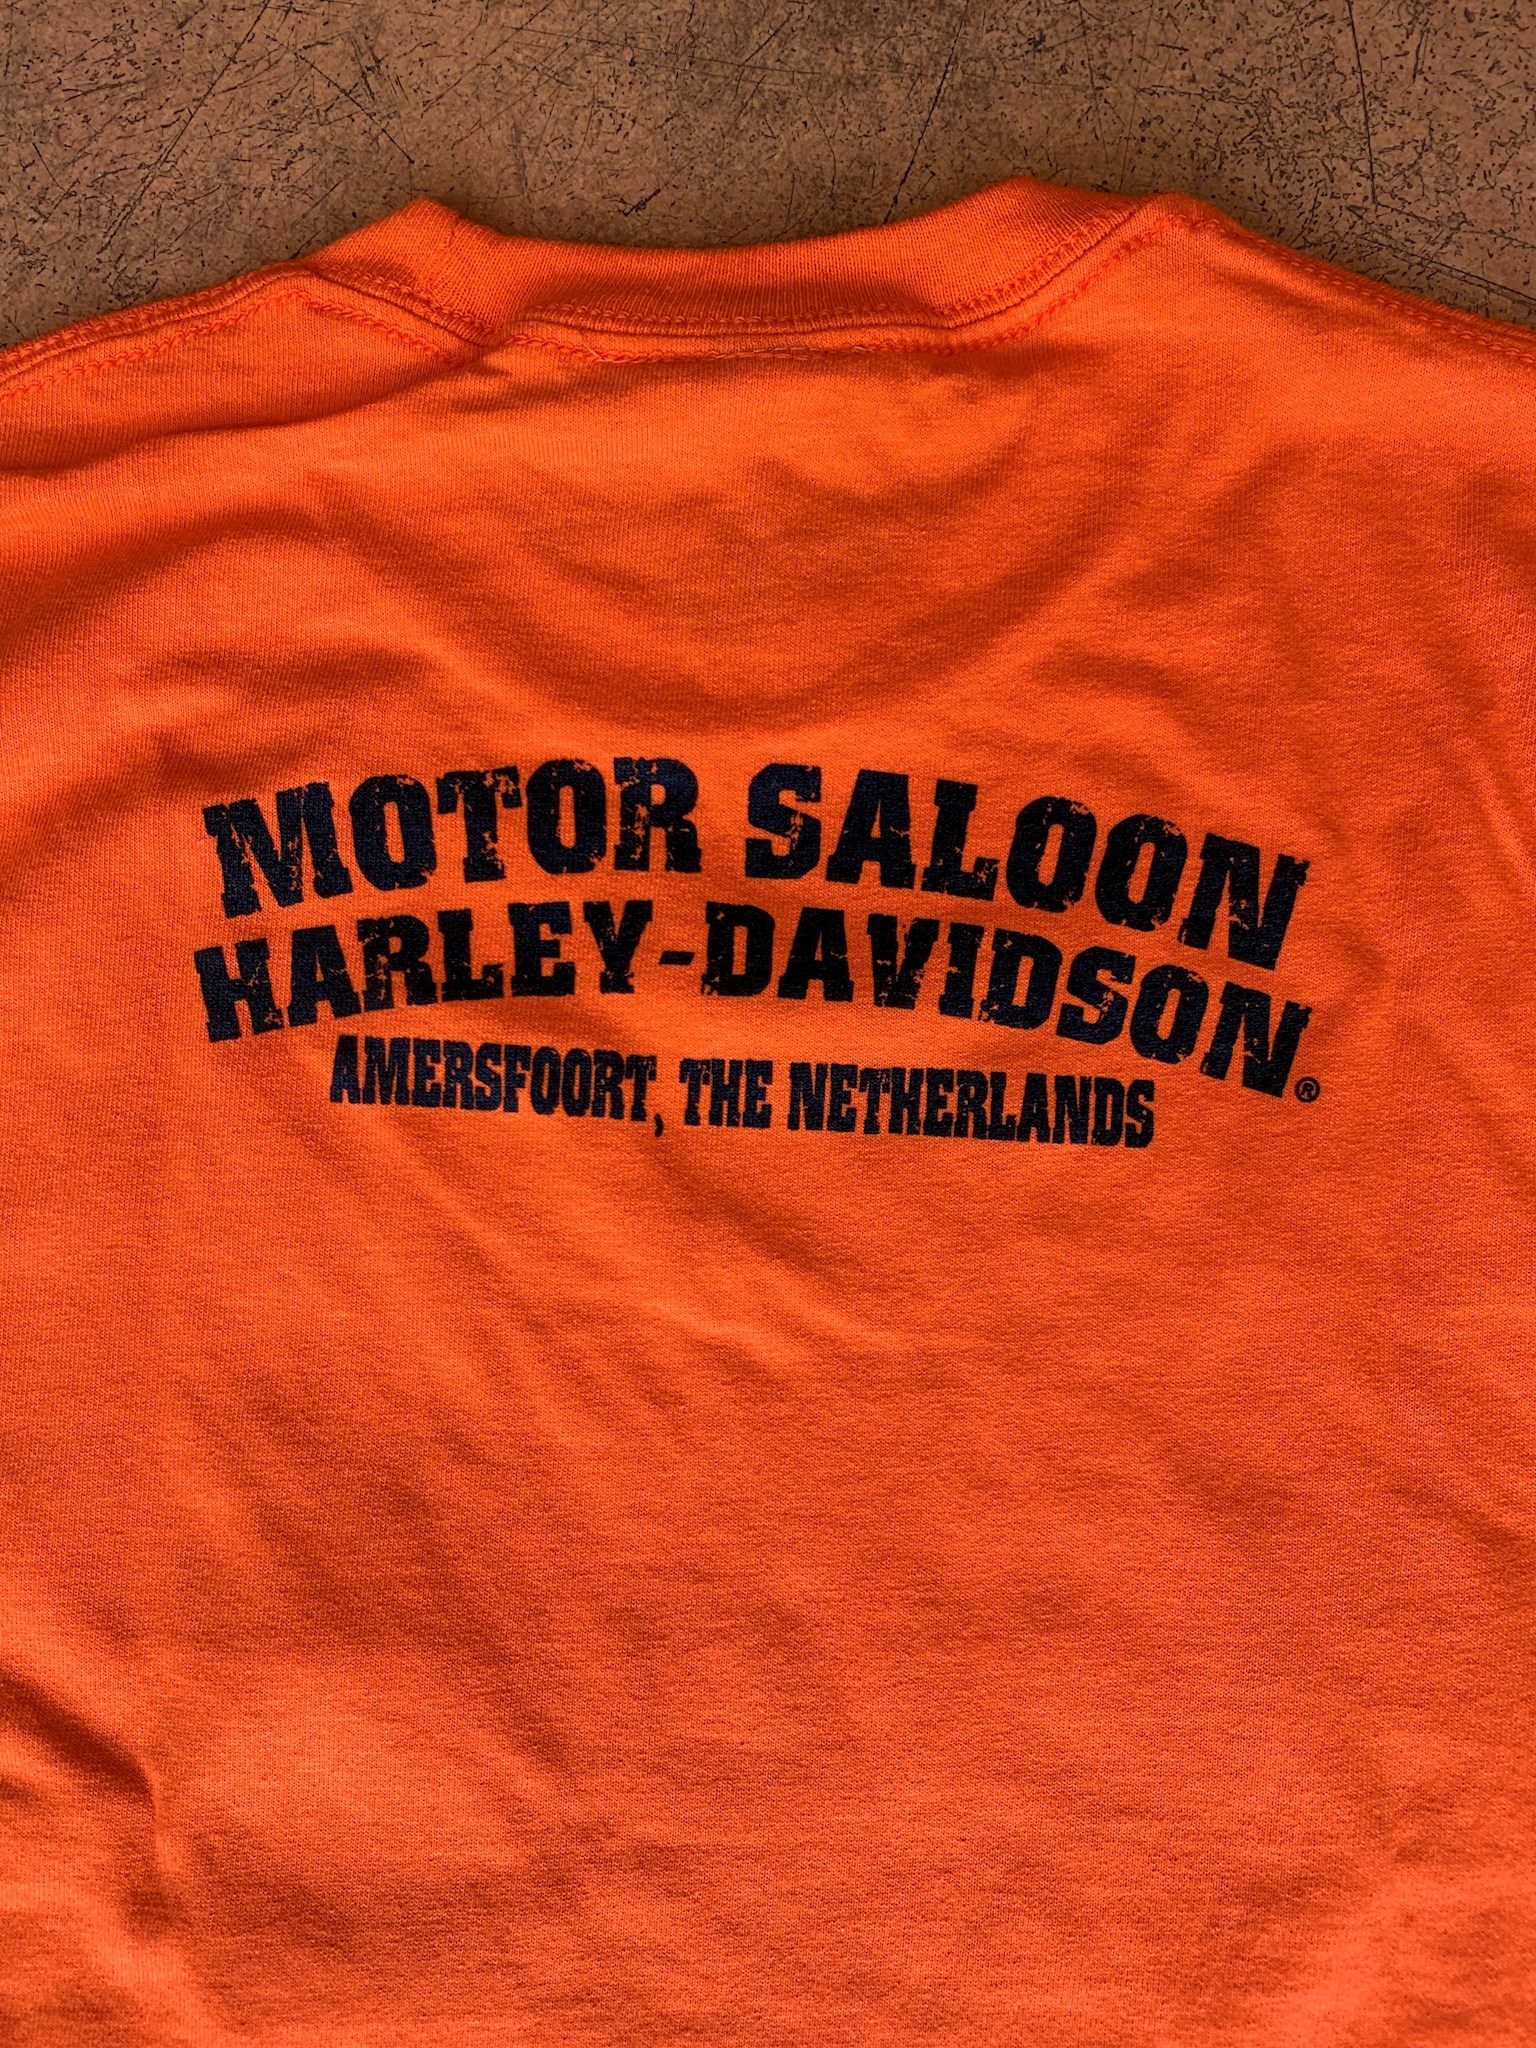 MOTOR SALOON
HARLEY-DAVIDSON®
AMERSFOORT, THE NETHERLANDS